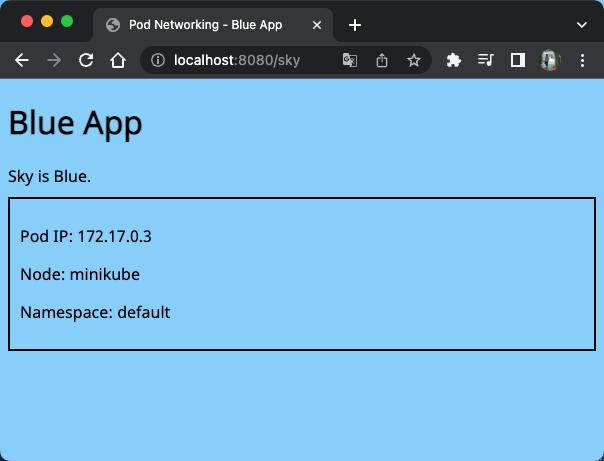 Pod Networking - Blue App
localhost:8080/sky
Blue App
Sky is Blue.
Pod IP: 172.17.0.3
Node: minikube
Namespace: default